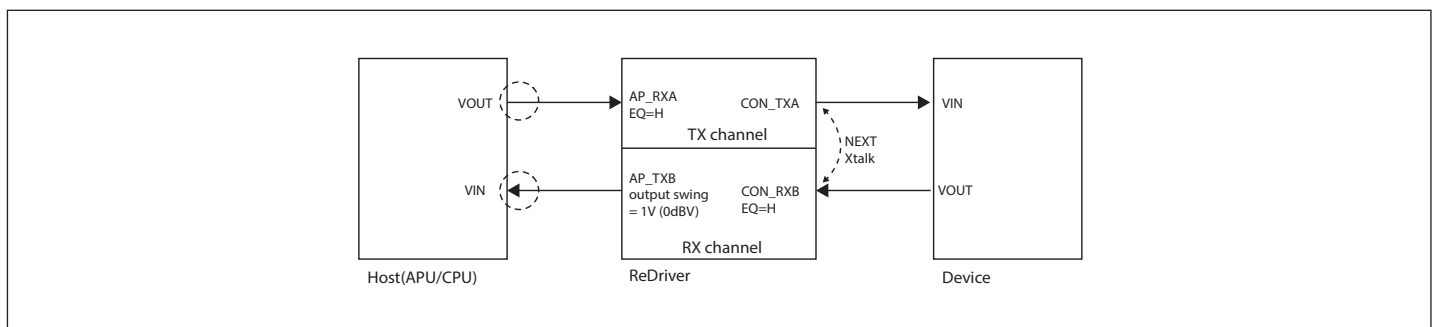 VOUT
AP_RXA
EQ=H
CON_TXA
TX channel
VIN
NEXT
Xtalk
VIN
AP_TXB
output swing
= 1V (0dBV)
CON_RXB
EQ=H
RX channel
VOUT
Host(APU/CPU)
ReDriver
Device